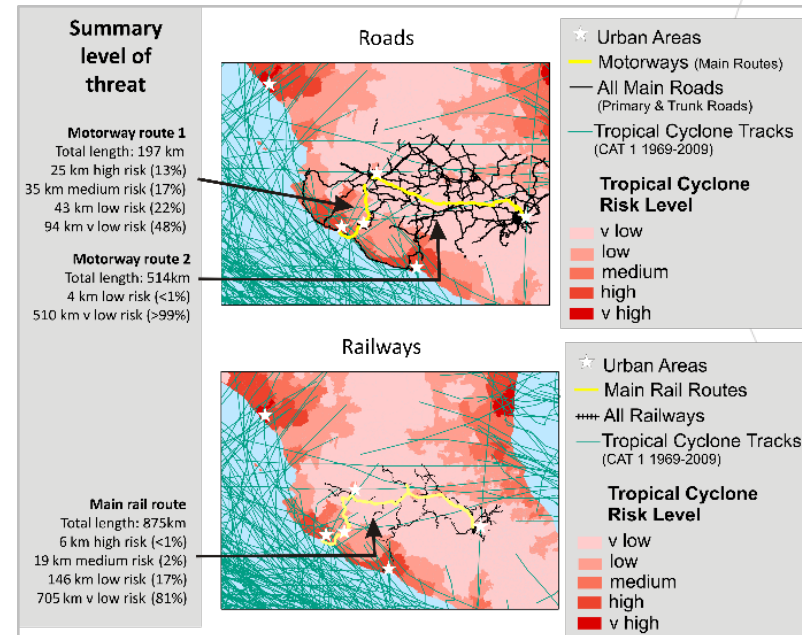 Summary
level of
threat
Motorway route 1
Total length: 197 km
25 km high risk (13%)
35 km medium risk (17%)
43 km low risk (22%)
94 km v low risk (48%)
Motorway route 2
Total length: 514km
4 km low risk (<1%)
510 km v low risk (>99%)
Main rail route
Total length: 875km
6 km high risk (<1%)
19 km medium risk (2%)
146 km low risk (17%)
705 km v low risk (81%)
Roads
Urban Areas
Motorways (Main Routes)
All Main Roads
(Primary & Trunk Roads)
Tropical Cyclone Tracks
(CAT 1 1969-2009)
Tropical Cyclone
Risk Level
v low
low
medium
high
v high
Railways
Urban Areas
Main Rail Routes
All Railways
Tropical Cyclone Tracks
(CAT 1 1969-2009)
Tropical Cyclone
Risk Level
v low
low
medium
high
v high